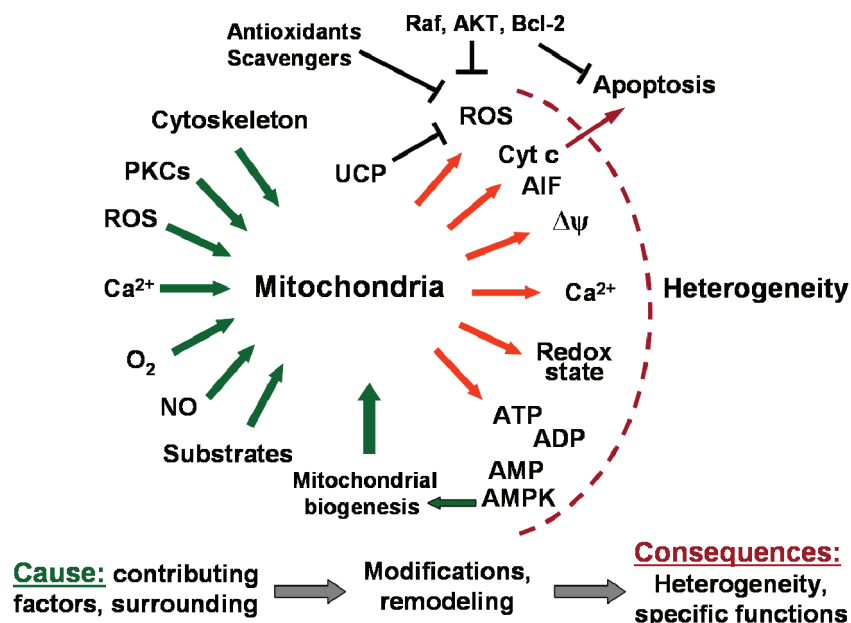 Antioxidants
Scavengers
Raf, AKT, Bcl-2
Apoptosis
ROS
Cytoskeleton
UCP
Cyt c
AIF
PKCs
ROS
Δψ
Ca²⁺
Mitochondria
Ca²⁺
Heterogeneity
O₂
Redox
state
NO
ATP
ADP
Substrates
Mitochondrial
biogenesis
AMP
AMPK
Cause: contributing
factors, surrounding
Modifications,
remodeling
Consequences:
Heterogeneity,
specific functions